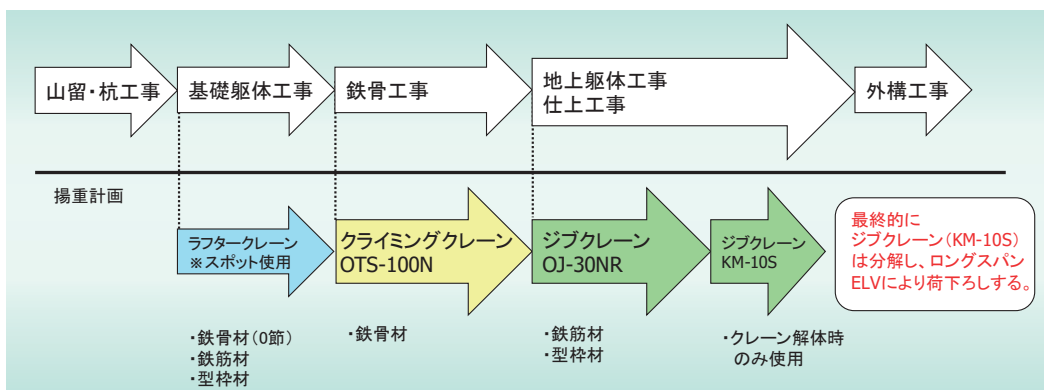 山留・杭工事
基礎躯体工事
鉄骨工事
地上躯体工事
仕上工事
外構工事
揚重計画
ラフタークレーン
※スポット使用
クライミングクレーン
OTS-100N
ジブクレーン
OJ-30NR
ジブクレーン
KM-10S
最終的に
ジブクレーン(KM-10S)
は分解し、ロングスパン
ELVにより荷下ろしする。
・鉄骨材(0節)
・鉄筋材
・型枠材
・鉄骨材
・鉄筋材
・型枠材
・クレーン解体時
のみ使用